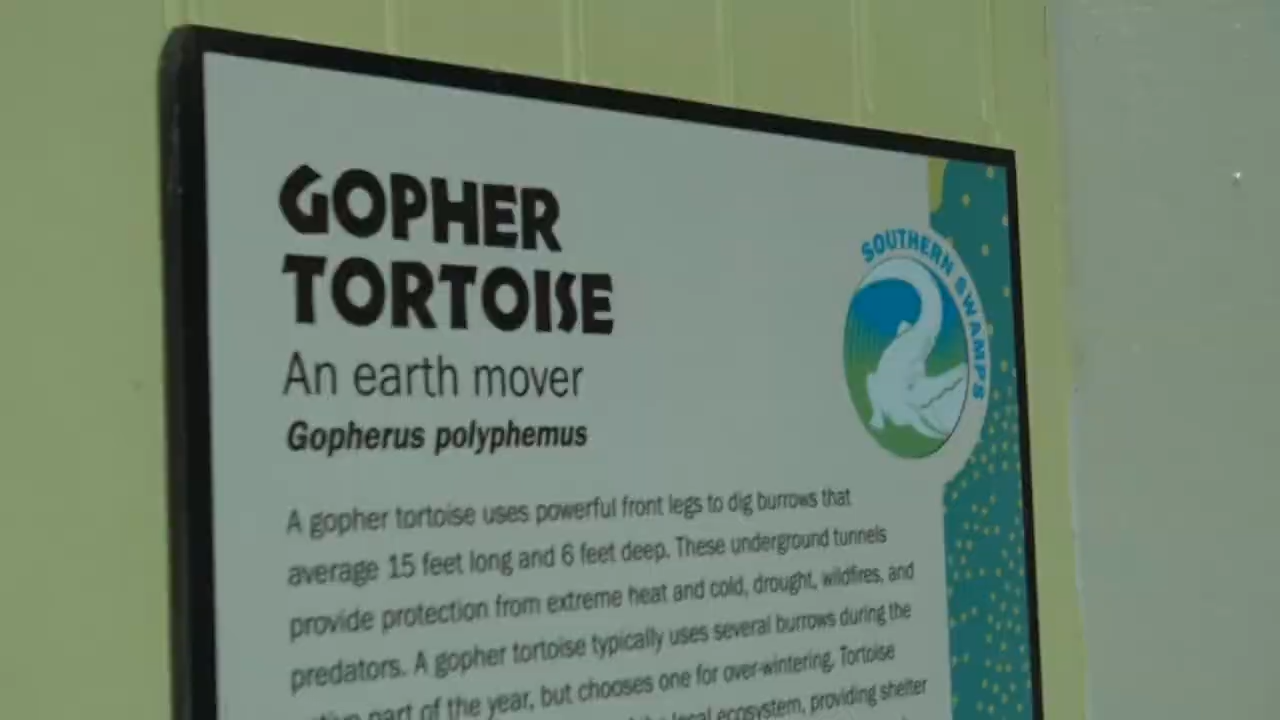 GOPHER
TORTOISE
An earth mover
Gopherus polyphemus
SOUTHERN SWAMPS
A gopher tortoise uses powerful front legs to dig burrows that
average 15 feet long and 6 feet deep. These underground tunnels
provide protection from extreme heat and cold, drought, wildfires, and
predators. A gopher tortoise typically uses several burrows during the
part of the year, but chooses one for over-wintering. Tortoise
local ecosystem, providing shelter